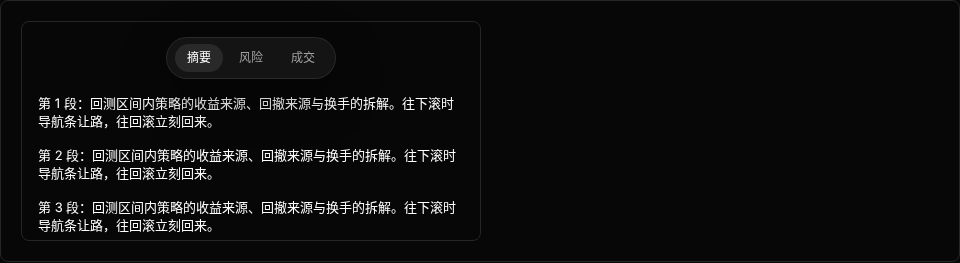 摘要 风险 成交
第 1 段：回测区间内策略的收益来源、回撤来源与换手的拆解。往下滚时
导航条让路，往回滚立刻回来。
第 2 段：回测区间内策略的收益来源、回撤来源与换手的拆解。往下滚时
导航条让路，往回滚立刻回来。
第 3 段：回测区间内策略的收益来源、回撤来源与换手的拆解。往下滚时
导航条让路，往回滚立刻回来。